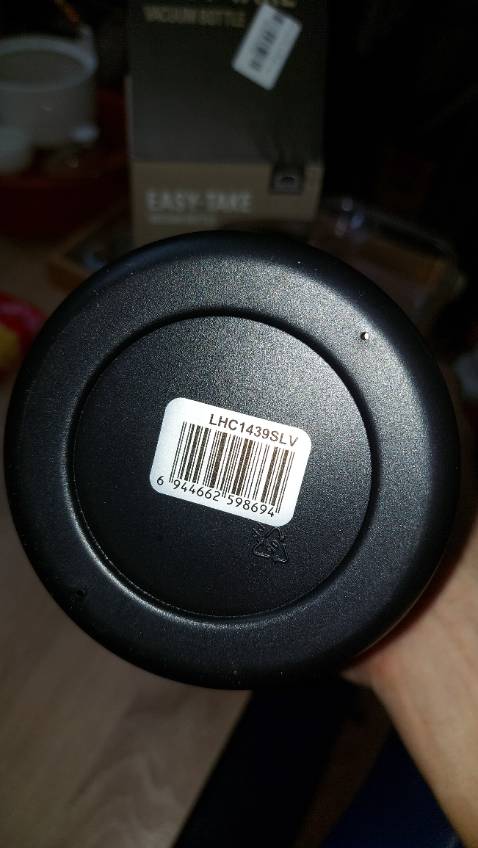 VACUUM BOTTLE
EASY-TAKE
LHC1439SLV
6 944662 598694